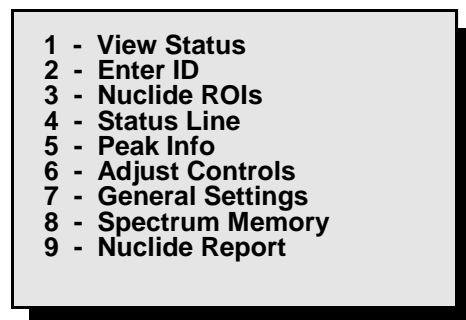 1 - View Status
2 - Enter ID
3 - Nuclide ROIs
4 - Status Line
5 - Peak Info
6 - Adjust Controls
7 - General Settings
8 - Spectrum Memory
9 - Nuclide Report